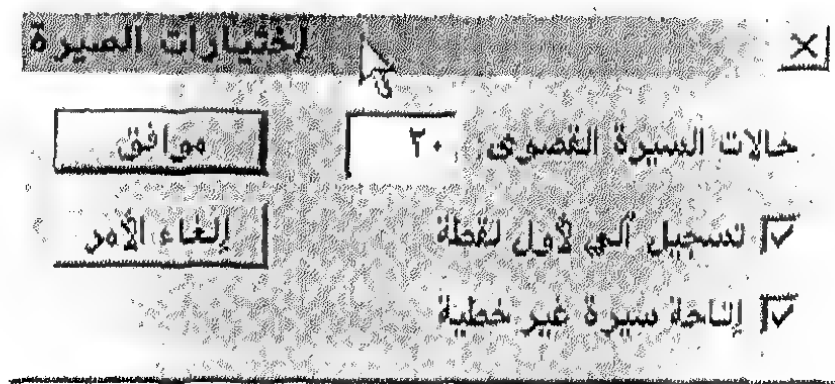 إختيارات السيرة
حالات السيرة القصوى: ٢٠
موافق
تسجيل آلي لأول لقطة
إلغاء الأمر
إتاحة سيرة غير خطية